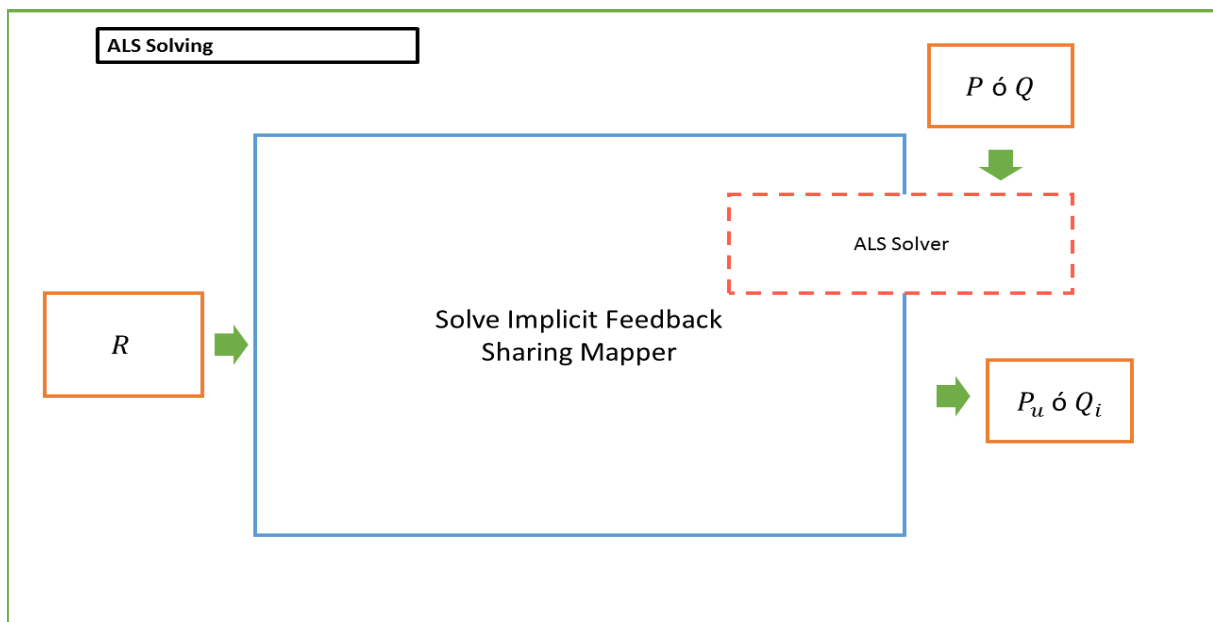 ALS Solving
P ó Q
ALS Solver
R
Solve Implicit Feedback
Sharing Mapper
Pᵤ ó Qᵢ